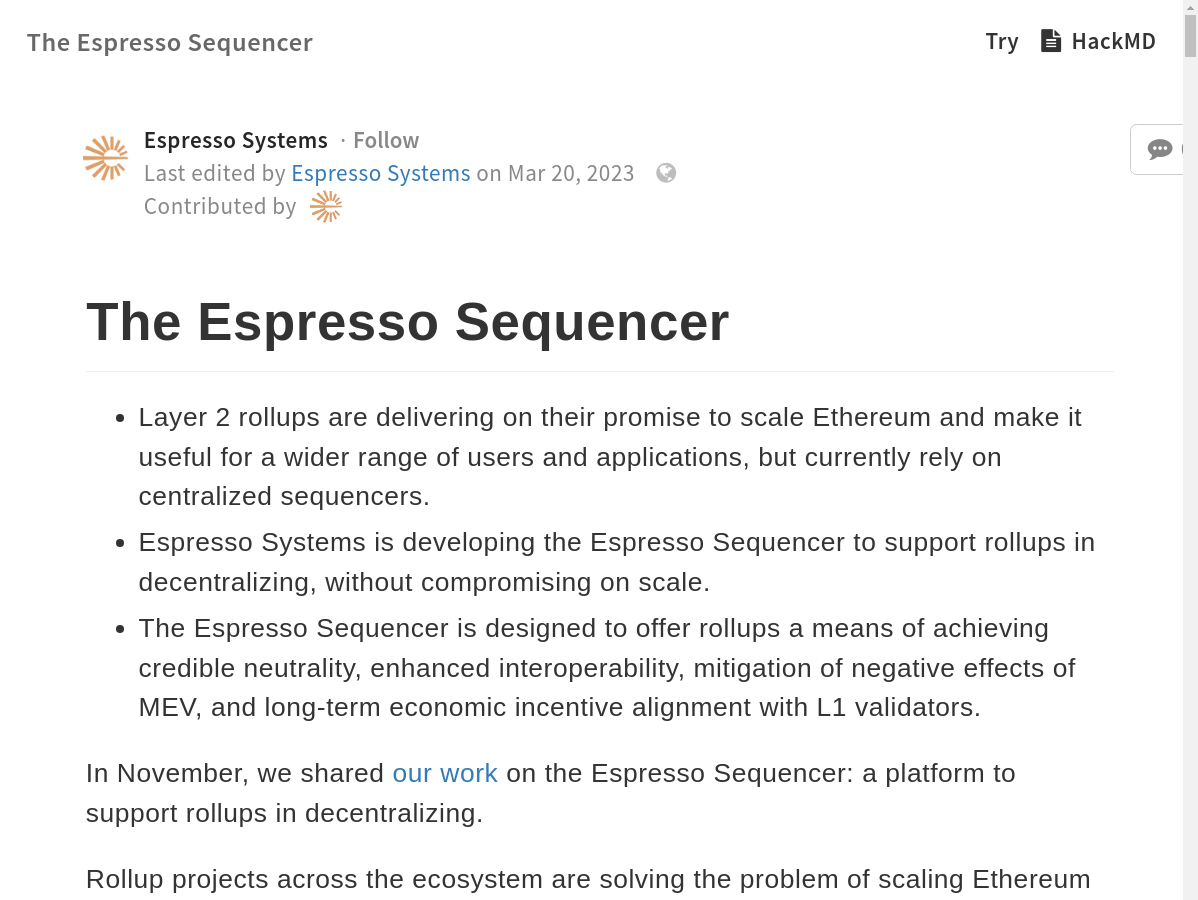 The Espresso Sequencer
Try HackMD
Espresso Systems · Follow
Last edited by Espresso Systems on Mar 20, 2023
Contributed by
The Espresso Sequencer
• Layer 2 rollups are delivering on their promise to scale Ethereum and make it
useful for a wider range of users and applications, but currently rely on
centralized sequencers.
• Espresso Systems is developing the Espresso Sequencer to support rollups in
decentralizing, without compromising on scale.
• The Espresso Sequencer is designed to offer rollups a means of achieving
credible neutrality, enhanced interoperability, mitigation of negative effects of
MEV, and long-term economic incentive alignment with L1 validators.
In November, we shared our work on the Espresso Sequencer: a platform to
support rollups in decentralizing.
Rollup projects across the ecosystem are solving the problem of scaling Ethereum